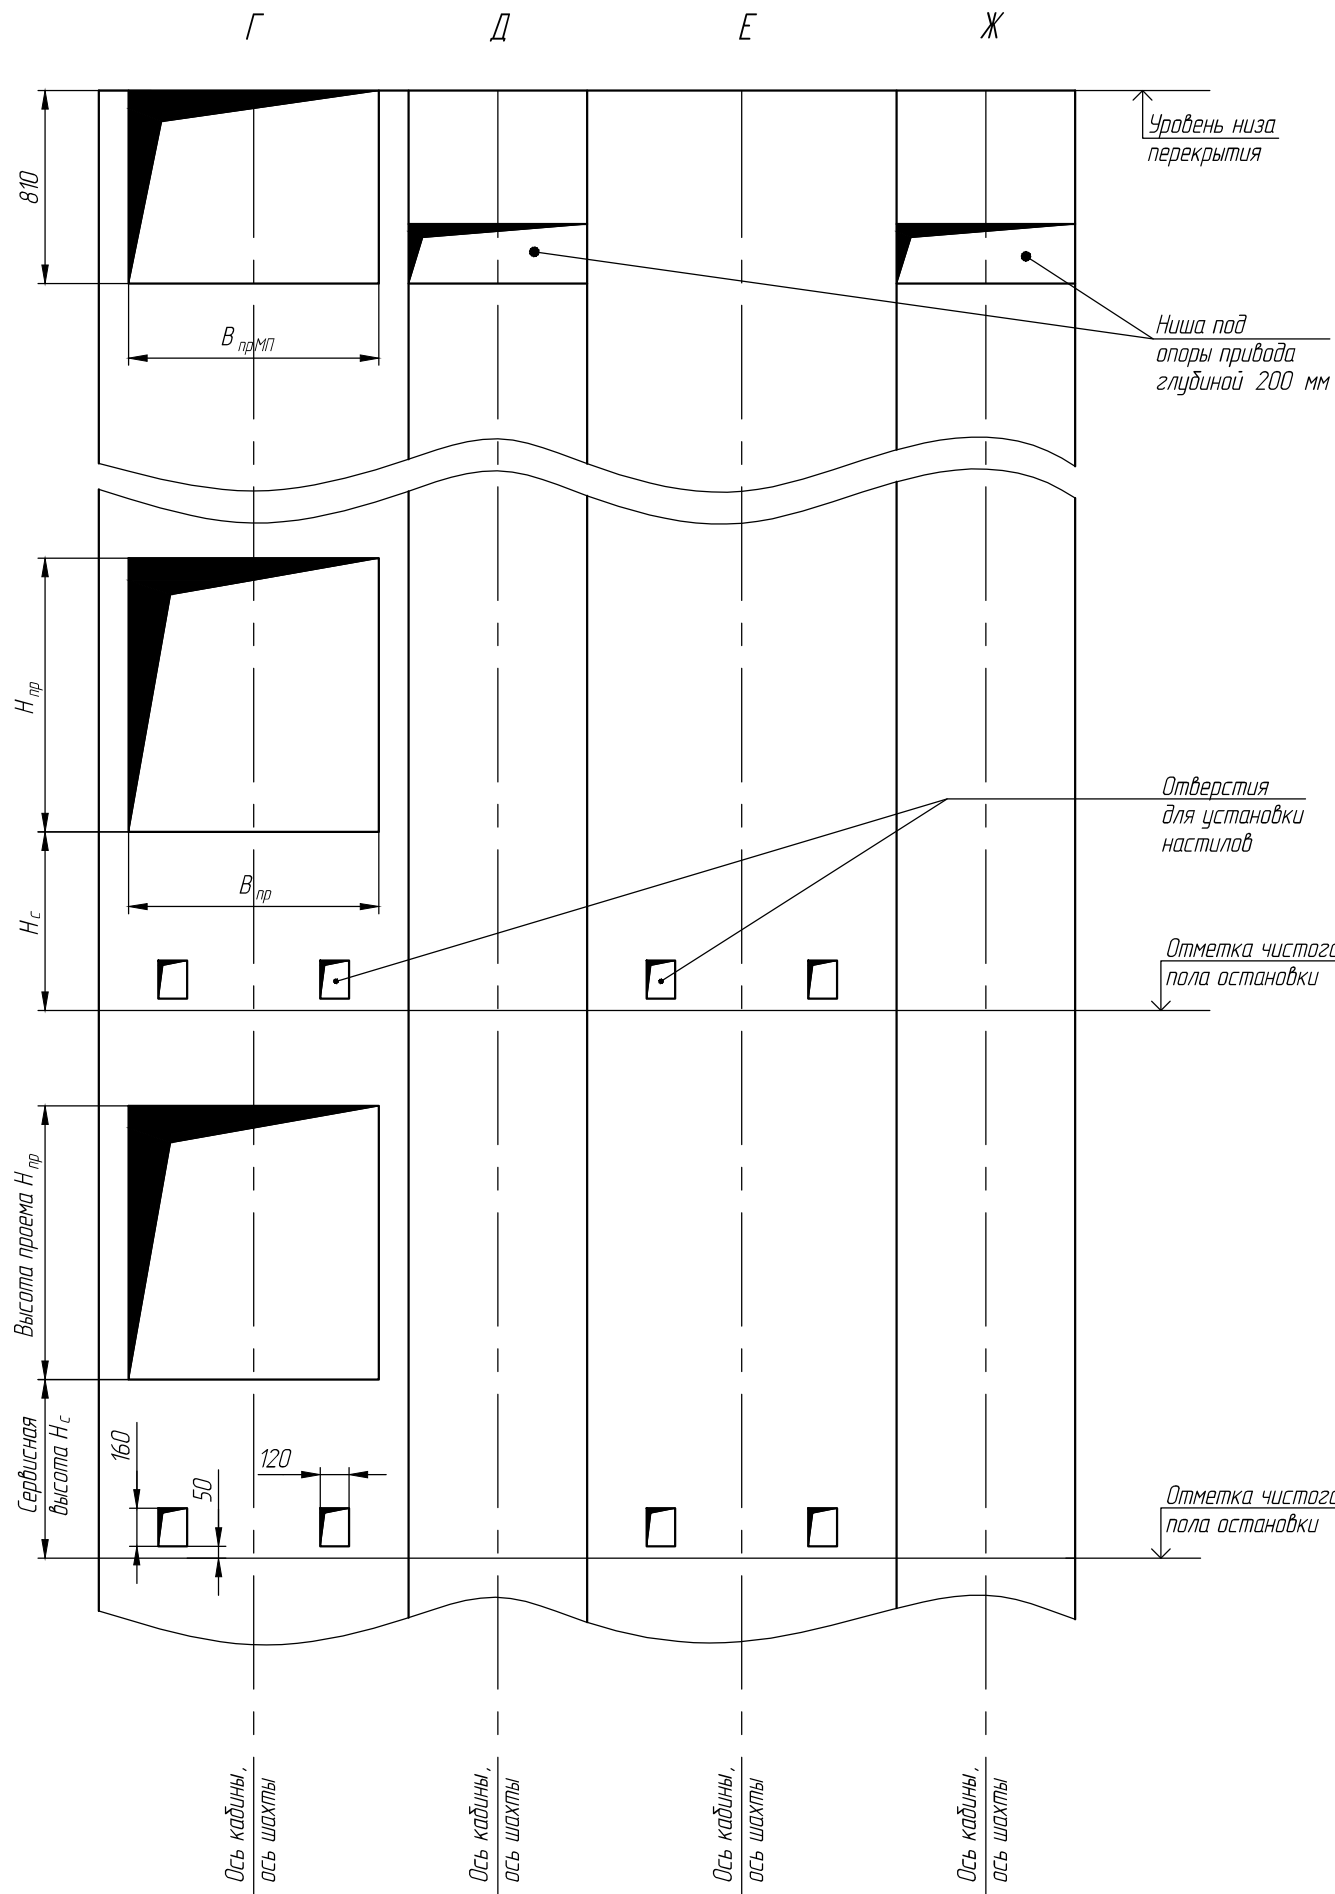 Г Д Е Ж
Уровень низа
перекрытия
810
Ниша под
опоры привода
глубиной 200 мм
В прМП
Н пр
Отверстия
для установки
настилов
В пр
Н с
Отметка чистого
пола остановки
Высота проема Н пр
Сервисная
высота Н с
160
50
120
Отметка чистого
пола остановки
Ось кабины,
ось шахты
Ось кабины,
ось шахты
Ось кабины,
ось шахты
Ось кабины,
ось шахты